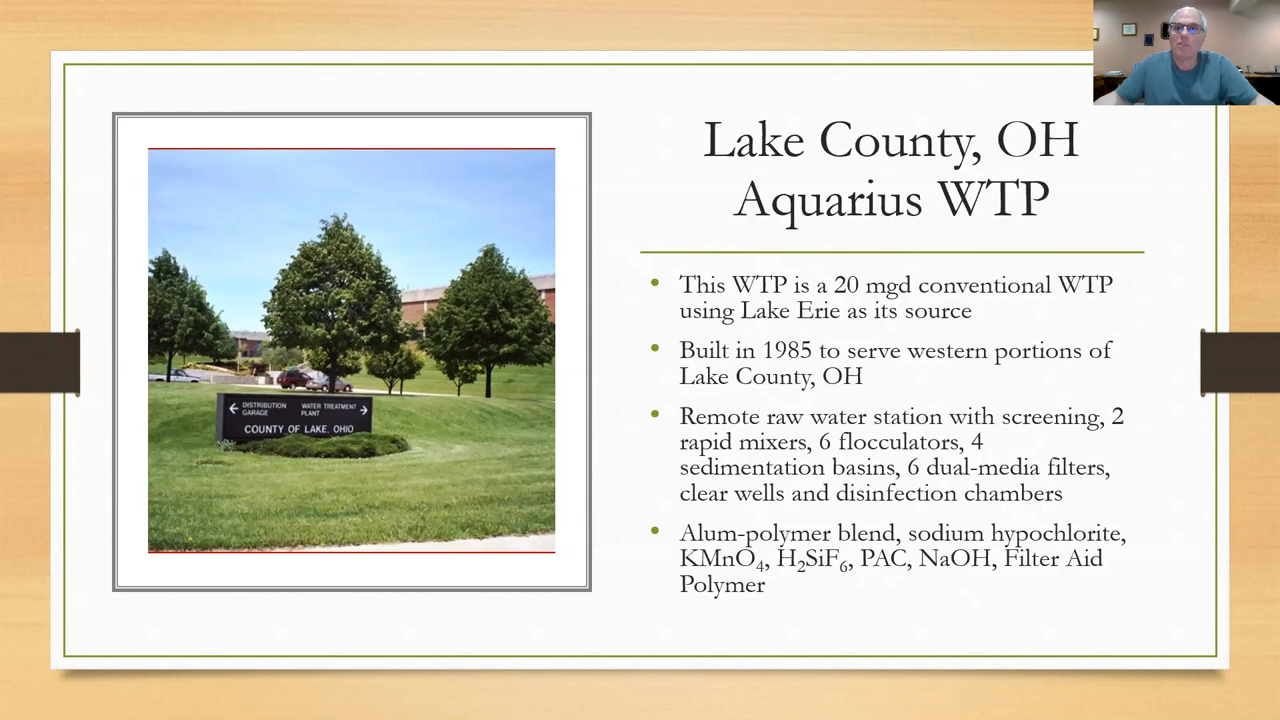 Lake County, OH
Aquarius WTP
DISTRIBUTION GARAGE
WATER TREATMENT PLANT
COUNTY OF LAKE, OHIO
• This WTP is a 20 mgd conventional WTP
using Lake Erie as its source
• Built in 1985 to serve western portions of
Lake County, OH
• Remote raw water station with screening, 2
rapid mixers, 6 flocculators, 4
sedimentation basins, 6 dual-media filters,
clear wells and disinfection chambers
• Alum-polymer blend, sodium hypochlorite,
KMnO₄, H₂SiF₆, PAC, NaOH, Filter Aid
Polymer